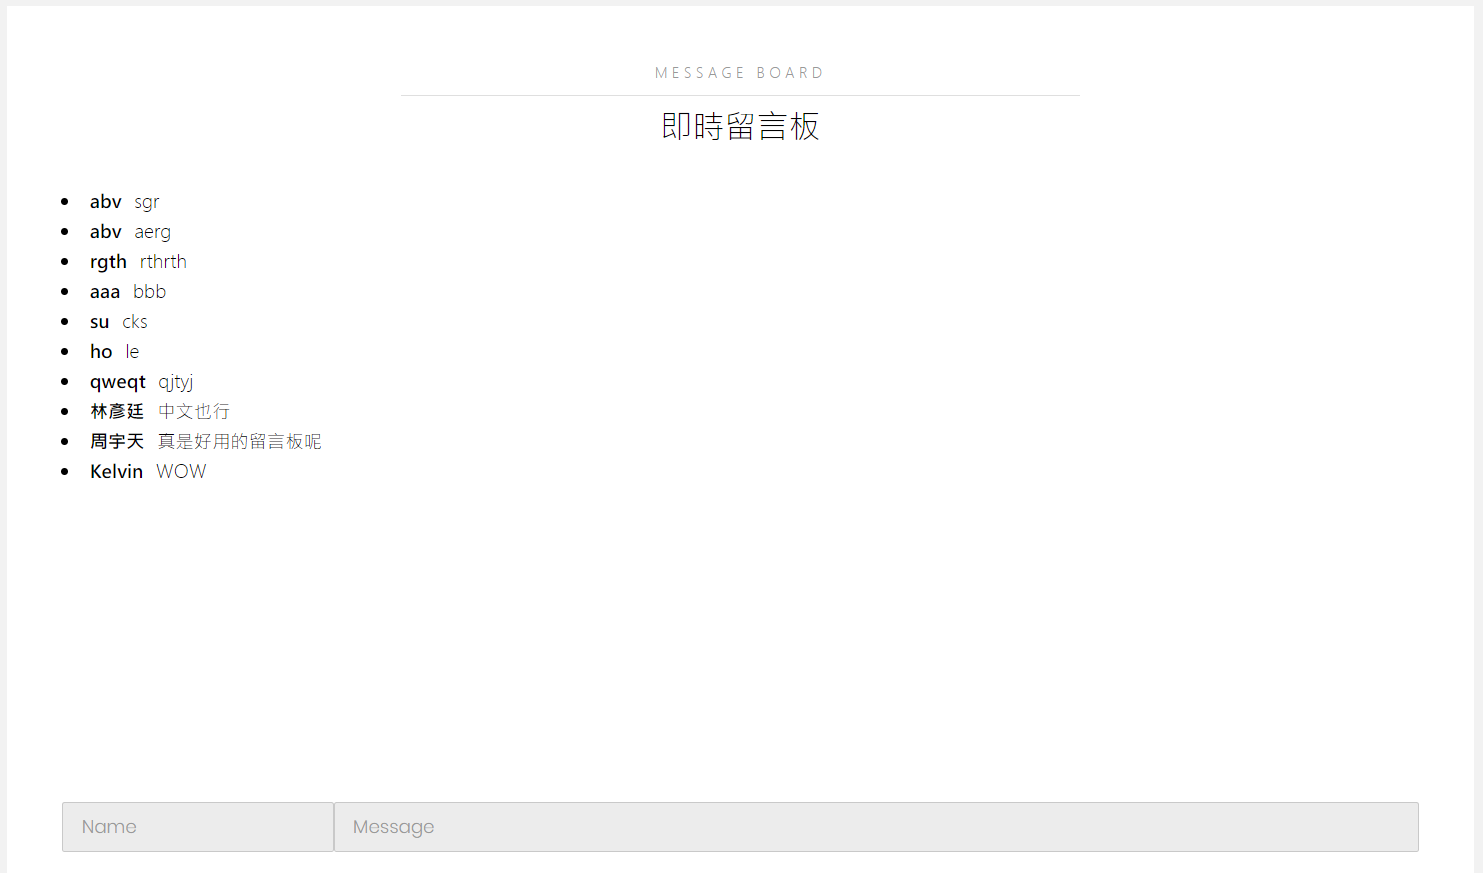 MESSAGE BOARD
即時留言板
abv sgr
abv aerg
rgth rthrth
aaa bbb
su cks
ho le
qweqt qjtyj
林彥廷 中文也行
周宇天 真是好用的留言板呢
Kelvin WOW
Name Message